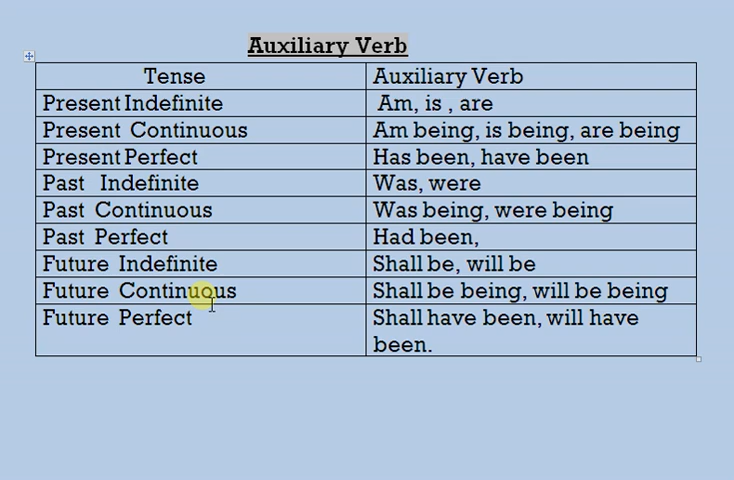 Auxiliary Verb
Tense Auxiliary Verb
Present Indefinite Am, is , are
Present Continuous Am being, is being, are being
Present Perfect Has been, have been
Past Indefinite Was, were
Past Continuous Was being, were being
Past Perfect Had been,
Future Indefinite Shall be, will be
Future Continuous Shall be being, will be being
Future Perfect Shall have been, will have
been.